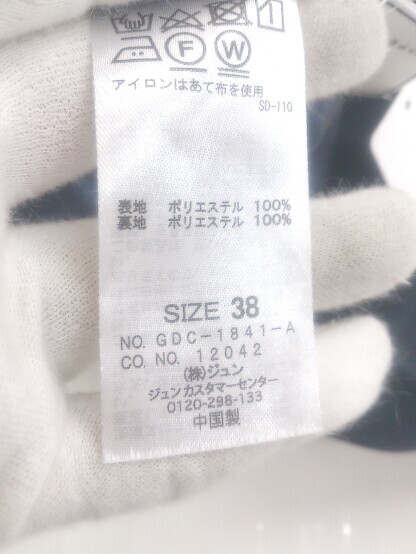 F W
アイロンはあて布を使用
SD-110
表地 ポリエステル 100%
裏地 ポリエステル 100%
SIZE 38
NO. GDC-1841-A
CO. NO. 12042
(株)ジュン
ジュンカスタマーセンター
0120-298-133
中国製